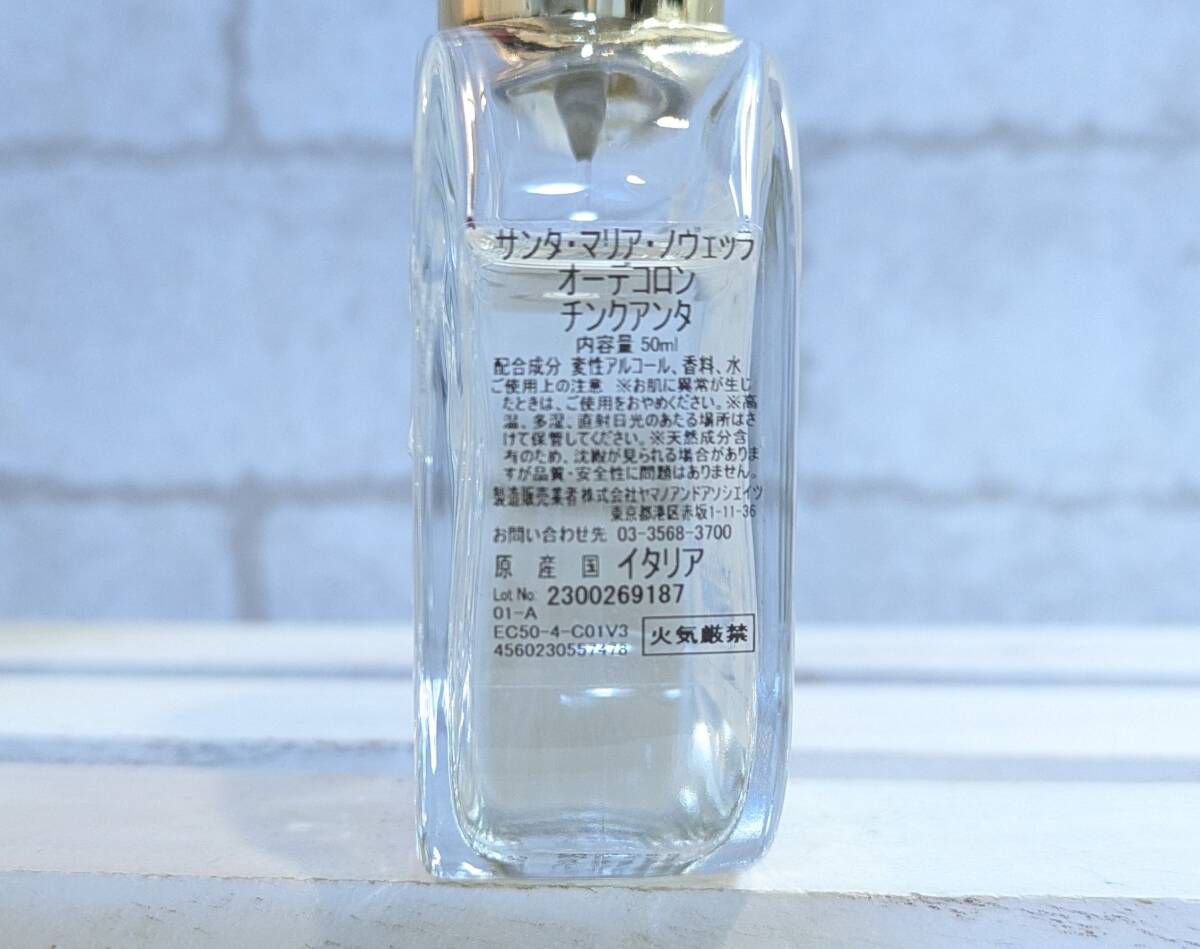 サンタ・マリア・ノヴェッラ
オーデコロン
チンクアンタ
内容量 50ml
配合成分 変性アルコール、香料、水
ご使用上の注意 ※お肌に異常が生じ
たときは、ご使用をおやめください。※高
温、多湿、直射日光のあたる場所はさ
けて保管してください。※天然成分含
有のため、沈殿が見られる場合がありま
すが品質・安全性に問題はありません。
製造販売業者 株式会社ヤマノアンドアソシエイツ
東京都港区赤坂1-11-36
お問い合わせ先 03-3568-3700
原産国 イタリア
Lot No: 2300269187
01-A
EC50-4-C01V3
4560230557478
火気厳禁